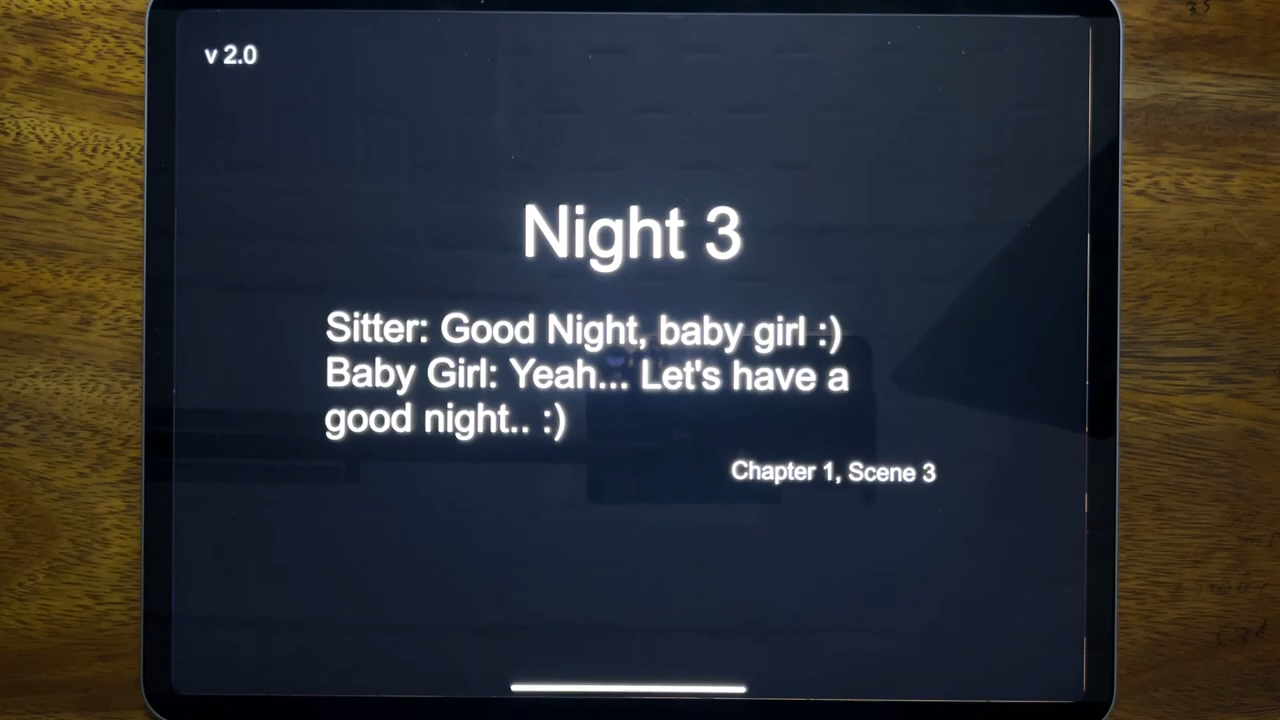 v 2.0
Night 3
Sitter: Good Night, baby girl :)
Baby Girl: Yeah... Let's have a
good night.. :)
Chapter 1, Scene 3